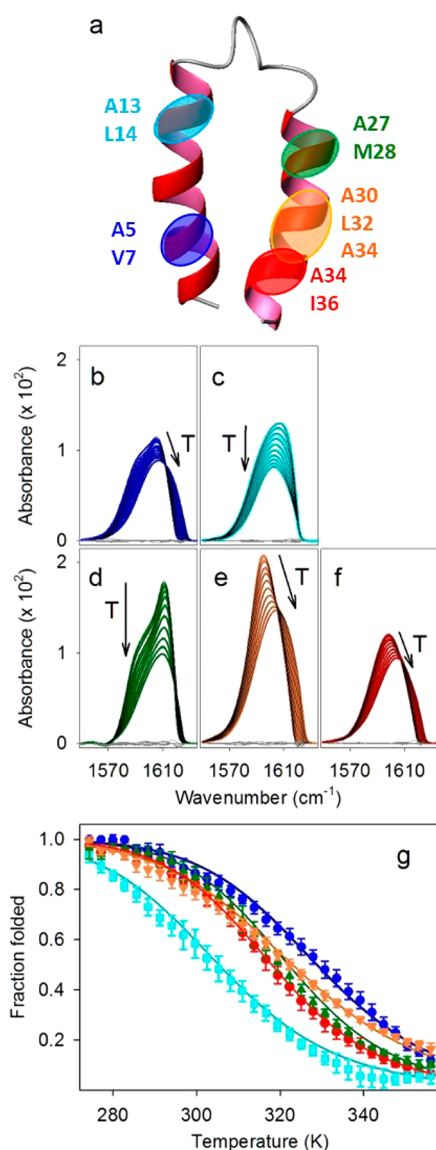 a
A13
L14
A27
M28
A30
L32
A34
A5
V7
A34
I36
b
T
c
T
Absorbance (x 10²)
2
1
0
d
T
e
T
f
T
Absorbance (x 10²)
2
1
0
1570 1610 1570 1610 1570 1610
Wavenumber (cm⁻¹)
g
Fraction folded
1.0
0.8
0.6
0.4
0.2
280 300 320 340
Temperature (K)